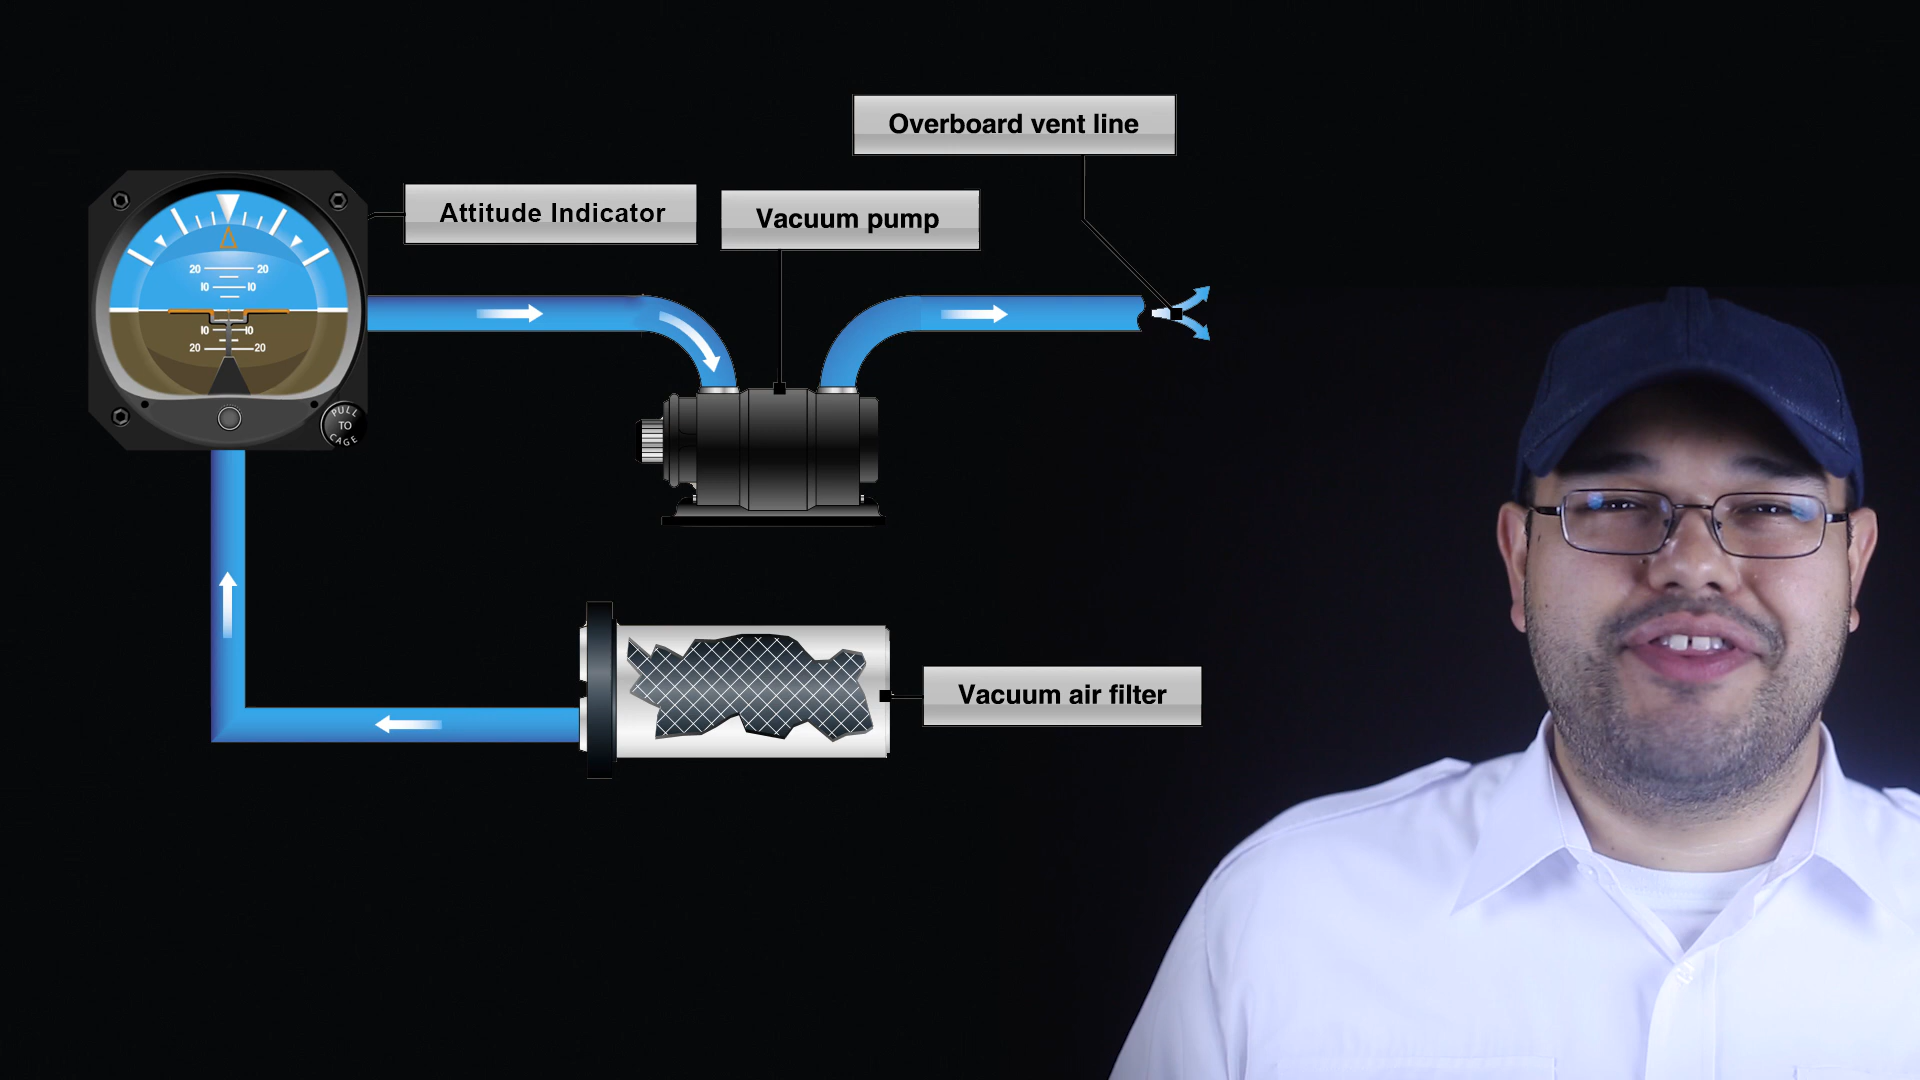 Overboard vent line
Attitude Indicator
Vacuum pump
20 20
10 10
10 10
20 20
PULL
TO
CAGE
Vacuum air filter